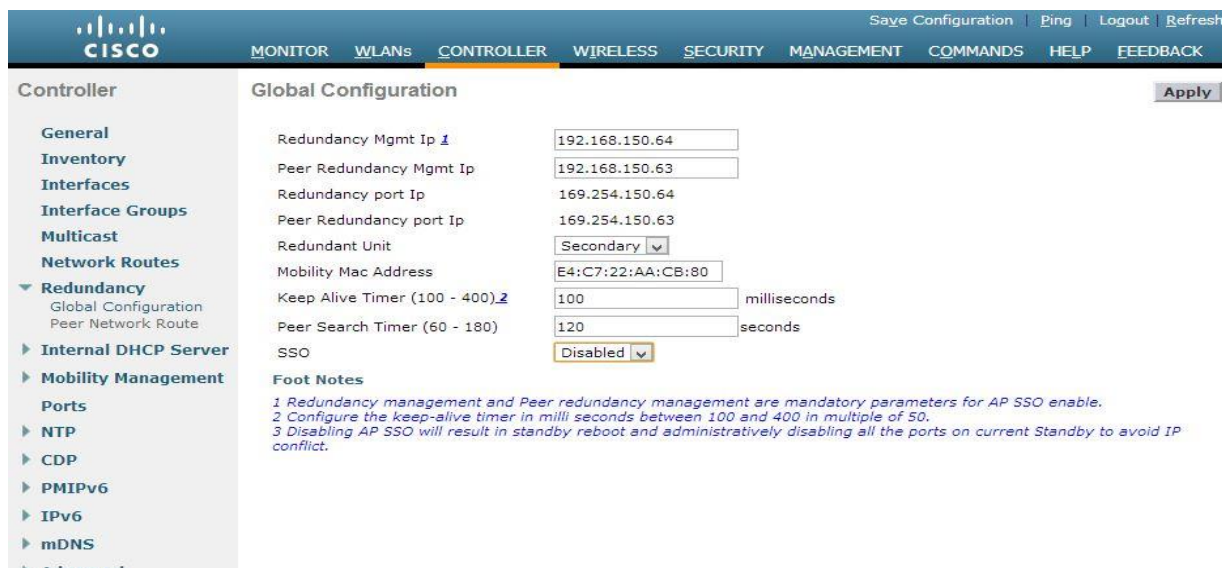 Save Configuration | Ping | Logout | Refresh
CISCO
MONITOR WLANs CONTROLLER WIRELESS SECURITY MANAGEMENT COMMANDS HELP FEEDBACK
Controller
General
Inventory
Interfaces
Interface Groups
Multicast
Network Routes
Redundancy
Global Configuration
Peer Network Route
Internal DHCP Server
Mobility Management
Ports
NTP
CDP
PMIPv6
IPv6
mDNS
Global Configuration
Apply
Redundancy Mgmt Ip 1 192.168.150.64
Peer Redundancy Mgmt Ip 192.168.150.63
Redundancy port Ip 169.254.150.64
Peer Redundancy port Ip 169.254.150.63
Redundant Unit Secondary
Mobility Mac Address E4:C7:22:AA:CB:80
Keep Alive Timer (100 - 400) 2 100 milliseconds
Peer Search Timer (60 - 180) 120 seconds
SSO Disabled
Foot Notes
1 Redundancy management and Peer redundancy management are mandatory parameters for AP SSO enable.
2 Configure the keep-alive timer in milli seconds between 100 and 400 in multiple of 50.
3 Disabling AP SSO will result in standby reboot and administratively disabling all the ports on current Standby to avoid IP
conflict.